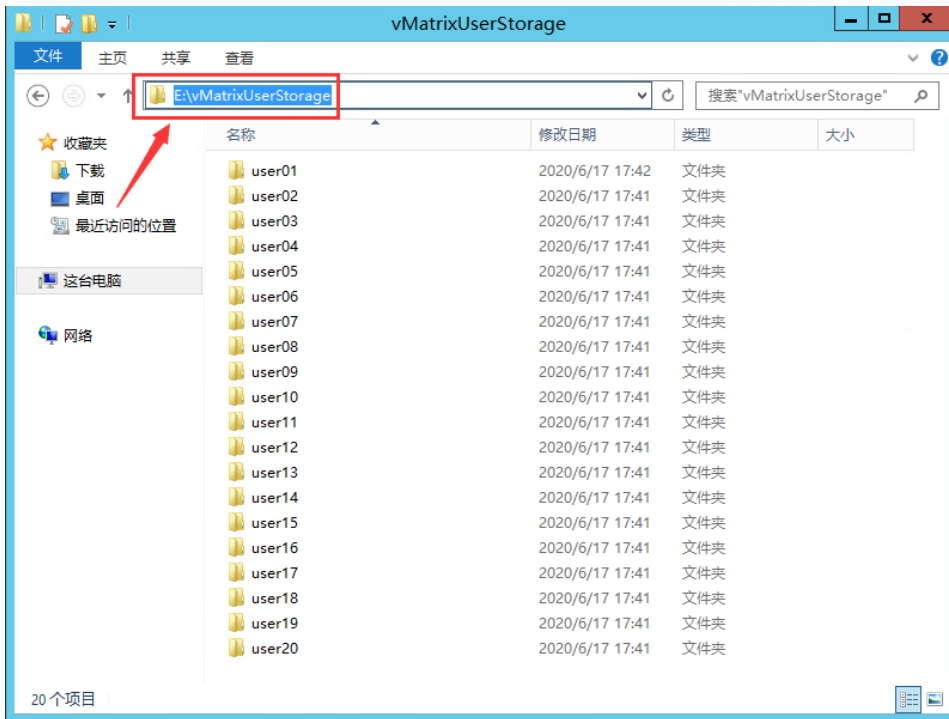 vMatrixUserStorage
文件 主页 共享 查看
E:\vMatrixUserStorage 搜索"vMatrixUserStorage"
收藏夹
下载
桌面
最近访问的位置
这台电脑
网络
名称 修改日期 类型 大小
user01 2020/6/17 17:42 文件夹
user02 2020/6/17 17:41 文件夹
user03 2020/6/17 17:41 文件夹
user04 2020/6/17 17:41 文件夹
user05 2020/6/17 17:41 文件夹
user06 2020/6/17 17:41 文件夹
user07 2020/6/17 17:41 文件夹
user08 2020/6/17 17:41 文件夹
user09 2020/6/17 17:41 文件夹
user10 2020/6/17 17:41 文件夹
user11 2020/6/17 17:41 文件夹
user12 2020/6/17 17:41 文件夹
user13 2020/6/17 17:41 文件夹
user14 2020/6/17 17:41 文件夹
user15 2020/6/17 17:41 文件夹
user16 2020/6/17 17:41 文件夹
user17 2020/6/17 17:41 文件夹
user18 2020/6/17 17:41 文件夹
user19 2020/6/17 17:41 文件夹
user20 2020/6/17 17:41 文件夹
20 个项目